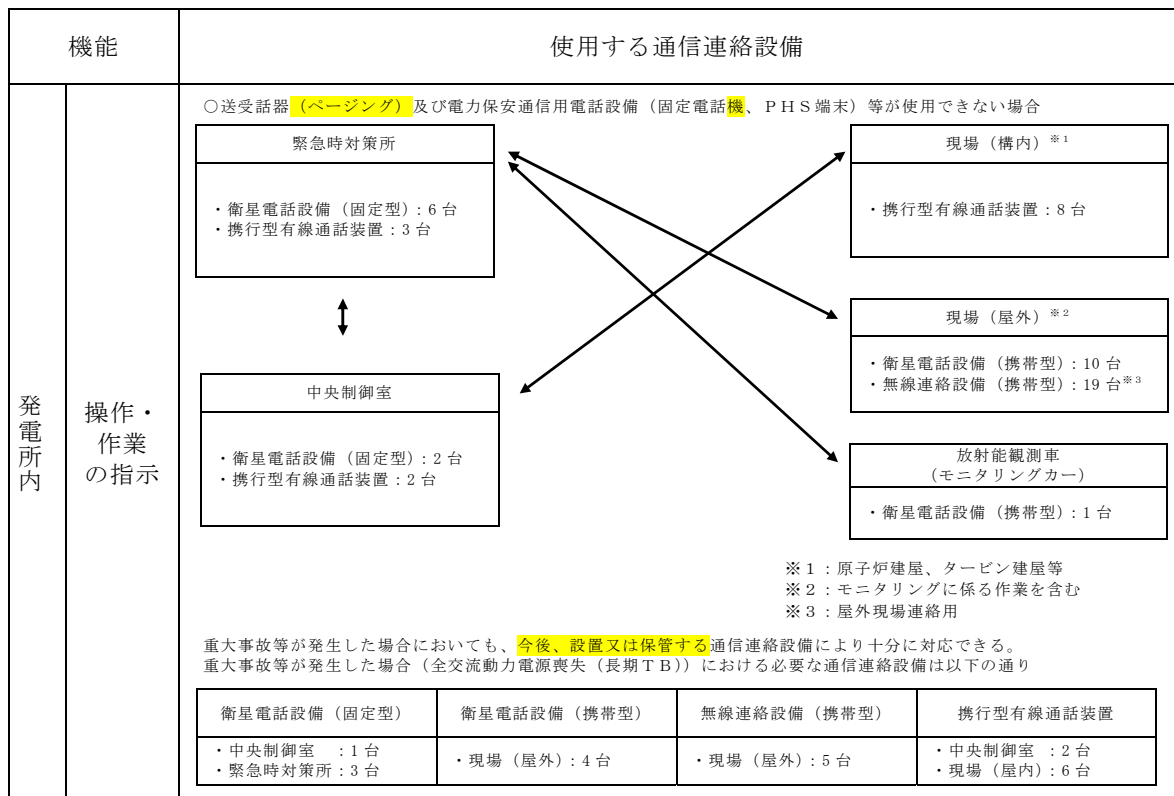 機能
使用する通信連絡設備
発電所内
操作・
作業
の指示
○送受話器（ページング）及び電力保安通信用電話設備（固定電話機、ＰＨＳ端末）等が使用できない場合
緊急時対策所
・衛星電話設備（固定型）：6 台
・携行型有線通話装置：3 台
現場（構内）※１
・携行型有線通話装置：8 台
現場（屋外）※２
・衛星電話設備（携帯型）：10 台
・無線連絡設備（携帯型）：19 台※３
中央制御室
・衛星電話設備（固定型）：2 台
・携行型有線通話装置：2 台
放射能観測車
（モニタリングカー）
・衛星電話設備（携帯型）：1 台
※１：原子炉建屋、タービン建屋等
※２：モニタリングに係る作業を含む
※３：屋外現場連絡用
重大事故等が発生した場合においても、今後、設置又は保管する通信連絡設備により十分に対応できる。
重大事故等が発生した場合（全交流動力電源喪失（長期ＴＢ））における必要な通信連絡設備は以下の通り
衛星電話設備（固定型）
衛星電話設備（携帯型）
無線連絡設備（携帯型）
携行型有線通話装置
・中央制御室　：1 台
・緊急時対策所：3 台
・現場（屋外）：4 台
・現場（屋外）：5 台
・中央制御室 ：2 台
・現場（屋内）：6 台